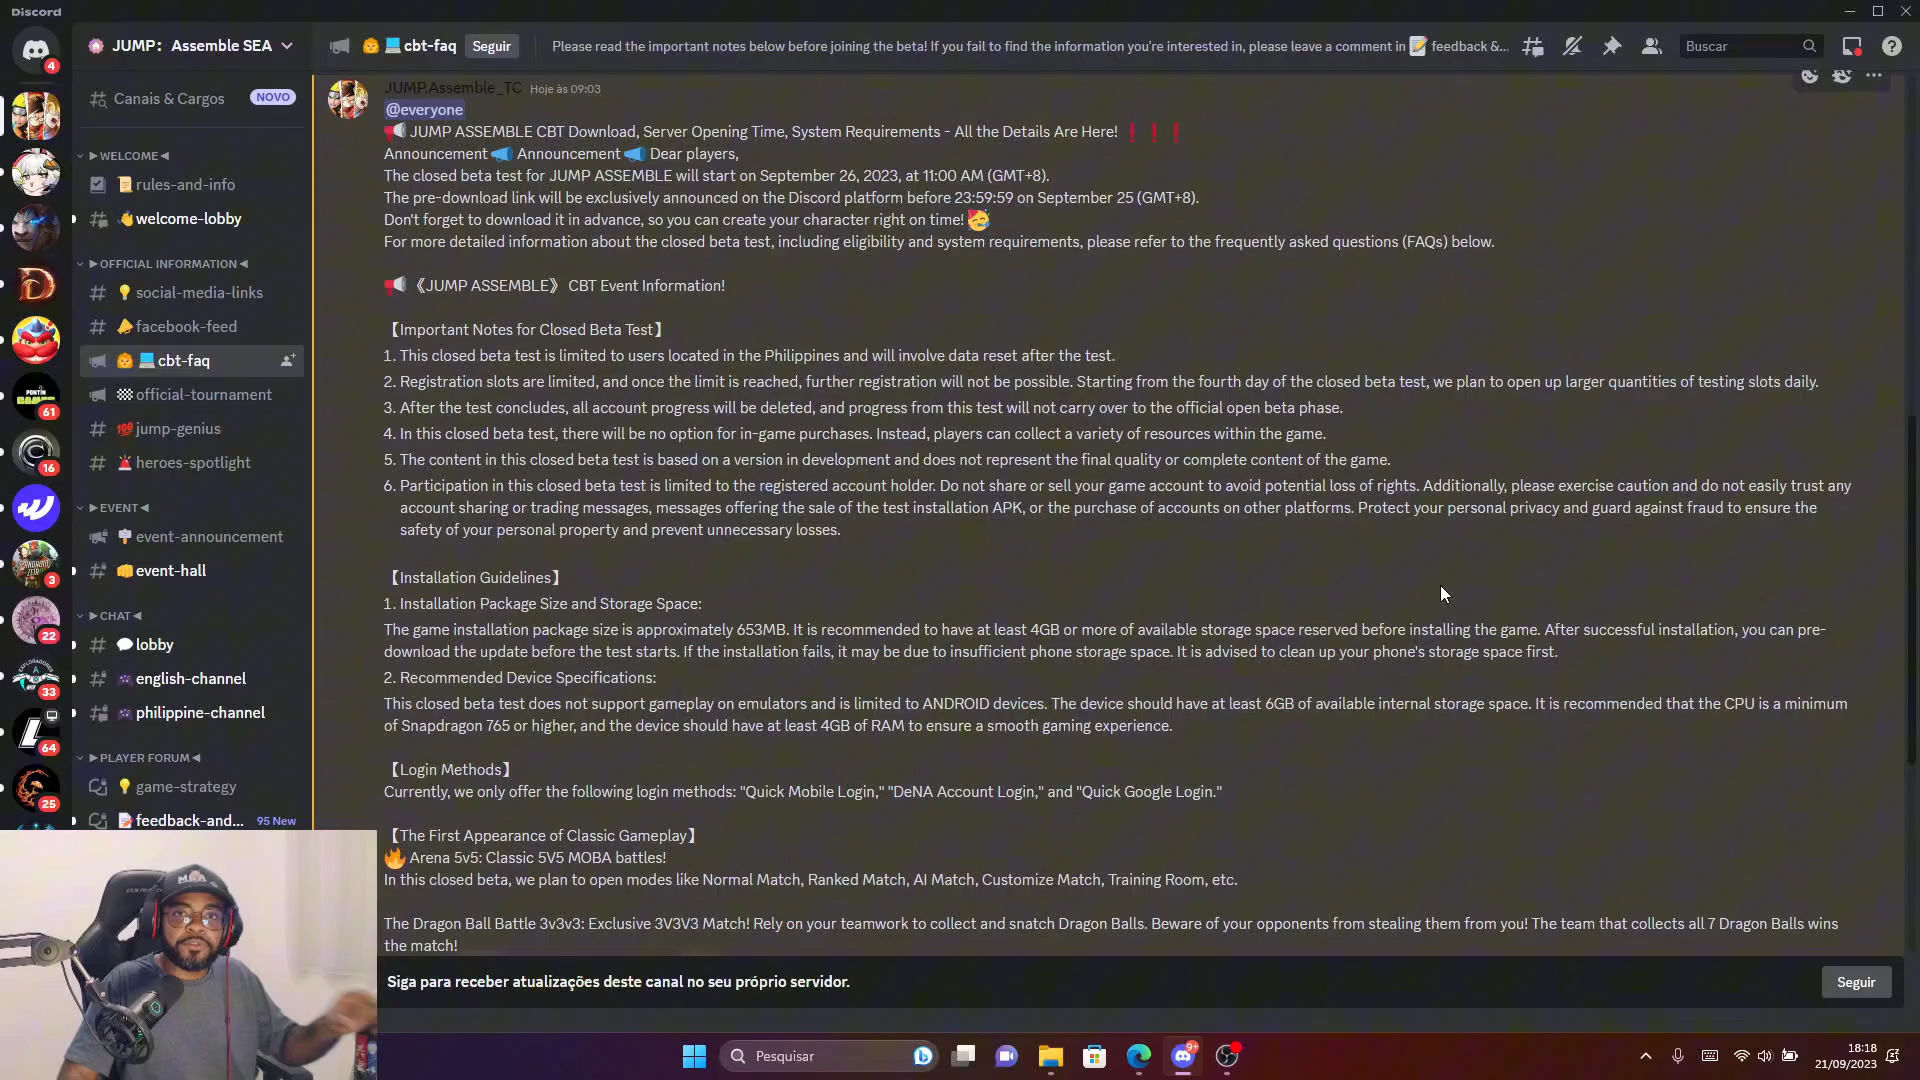 Discord
JUMP： Assemble SEA
cbt-faq
Seguir
Please read the important notes below before joining the beta! If you fail to find the information you're interested in, please leave a comment in 📝 feedback &...
Buscar
Canais & Cargos
NOVO
▶WELCOME◀
rules-and-info
welcome-lobby
▶OFFICIAL INFORMATION◀
social-media-links
facebook-feed
cbt-faq
official-tournament
jump-genius
heroes-spotlight
▶EVENT◀
event-announcement
event-hall
▶CHAT◀
lobby
english-channel
philippine-channel
▶PLAYER FORUM◀
game-strategy
feedback-and...
95 New
4
61
16
3
22
33
64
25
JUMP.Assemble_TC
Hoje às 09:03
@everyone
JUMP ASSEMBLE CBT Download, Server Opening Time, System Requirements - All the Details Are Here! ❗ ❗ ❗
Announcement 📣 Announcement 📣 Dear players,
The closed beta test for JUMP ASSEMBLE will start on September 26, 2023, at 11:00 AM (GMT+8).
The pre-download link will be exclusively announced on the Discord platform before 23:59:59 on September 25 (GMT+8).
Don't forget to download it in advance, so you can create your character right on time! 🥳
For more detailed information about the closed beta test, including eligibility and system requirements, please refer to the frequently asked questions (FAQs) below.
《JUMP ASSEMBLE》 CBT Event Information!
【Important Notes for Closed Beta Test】
1. This closed beta test is limited to users located in the Philippines and will involve data reset after the test.
2. Registration slots are limited, and once the limit is reached, further registration will not be possible. Starting from the fourth day of the closed beta test, we plan to open up larger quantities of testing slots daily.
3. After the test concludes, all account progress will be deleted, and progress from this test will not carry over to the official open beta phase.
4. In this closed beta test, there will be no option for in-game purchases. Instead, players can collect a variety of resources within the game.
5. The content in this closed beta test is based on a version in development and does not represent the final quality or complete content of the game.
6. Participation in this closed beta test is limited to the registered account holder. Do not share or sell your game account to avoid potential loss of rights. Additionally, please exercise caution and do not easily trust any
account sharing or trading messages, messages offering the sale of the test installation APK, or the purchase of accounts on other platforms. Protect your personal privacy and guard against fraud to ensure the
safety of your personal property and prevent unnecessary losses.
【Installation Guidelines】
1. Installation Package Size and Storage Space:
The game installation package size is approximately 653MB. It is recommended to have at least 4GB or more of available storage space reserved before installing the game. After successful installation, you can pre-
download the update before the test starts. If the installation fails, it may be due to insufficient phone storage space. It is advised to clean up your phone's storage space first.
2. Recommended Device Specifications:
This closed beta test does not support gameplay on emulators and is limited to ANDROID devices. The device should have at least 6GB of available internal storage space. It is recommended that the CPU is a minimum
of Snapdragon 765 or higher, and the device should have at least 4GB of RAM to ensure a smooth gaming experience.
【Login Methods】
Currently, we only offer the following login methods: "Quick Mobile Login," "DeNA Account Login," and "Quick Google Login."
【The First Appearance of Classic Gameplay】
🔥 Arena 5v5: Classic 5V5 MOBA battles!
In this closed beta, we plan to open modes like Normal Match, Ranked Match, AI Match, Customize Match, Training Room, etc.
The Dragon Ball Battle 3v3v3: Exclusive 3V3V3 Match! Rely on your teamwork to collect and snatch Dragon Balls. Beware of your opponents from stealing them from you! The team that collects all 7 Dragon Balls wins
the match!
Siga para receber atualizações deste canal no seu próprio servidor.
Seguir
Pesquisar
9+
18:18
21/09/2023